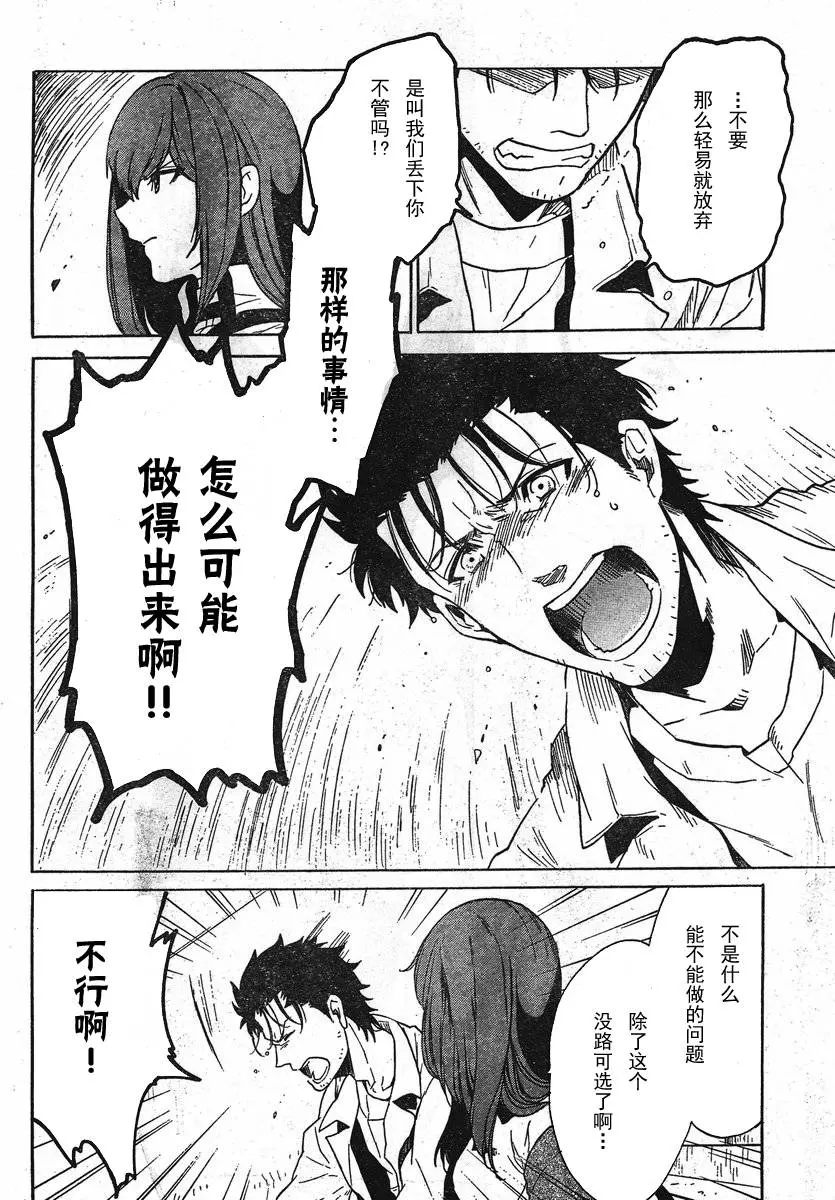 …不要
那么轻易就放弃
是叫我们丢下你
不管吗!?
那样的事情…
怎么可能
做得出来啊!!
不是什么
能不能做的问题
除了这个
没路可选了啊…
不行啊!